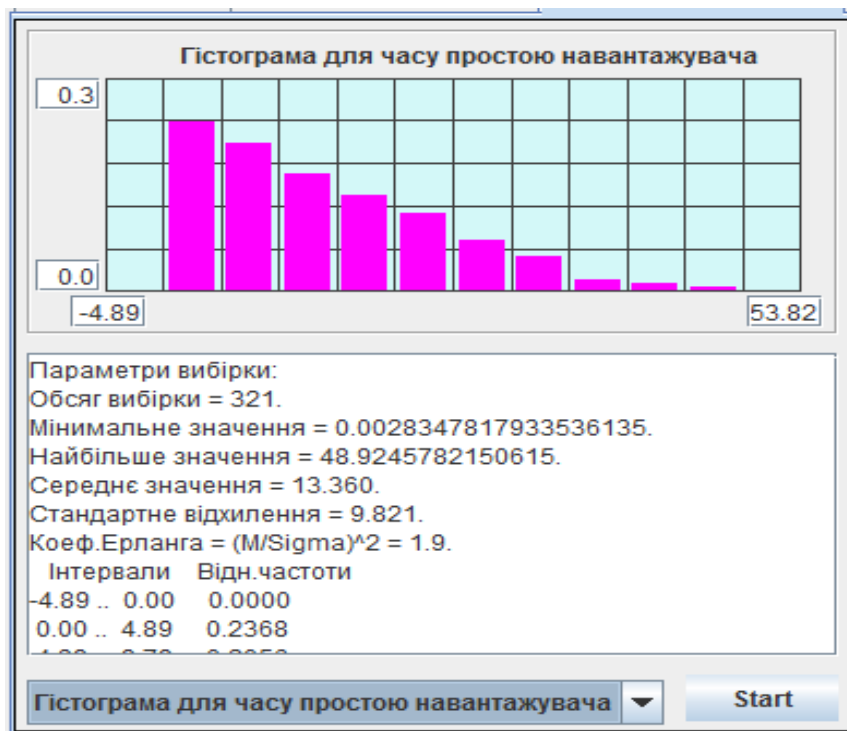 Гістограма для часу простою навантажувача
0.3
0.0
-4.89
53.82
Параметри вибірки:
Обсяг вибірки = 321.
Мінімальне значення = 0.0028347817933536135.
Найбільше значення = 48.9245782150615.
Середнє значення = 13.360.
Стандартне відхилення = 9.821.
Коеф.Ерланга = (M/Sigma)^2 = 1.9.
Інтервали Відн.частоти
-4.89 .. 0.00 0.0000
0.00 .. 4.89 0.2368
Гістограма для часу простою навантажувача
Start